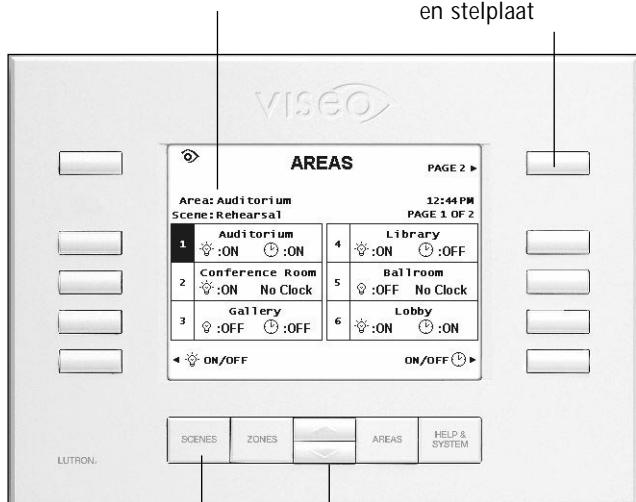 en stelplaat
viseo
AREAS
PAGE 2 ▶
Area: Auditorium
12:44 PM
Scene: Rehearsal
PAGE 1 OF 2
1 Auditorium
:ON :ON
4 Library
:ON :OFF
2 Conference Room
:ON No Clock
5 Ballroom
:OFF No Clock
3 Gallery
:OFF :OFF
6 Lobby
:ON :ON
◀ ON/OFF
ON/OFF ▶
SCENES
ZONES
AREAS
HELP &
SYSTEM
LUTRON.